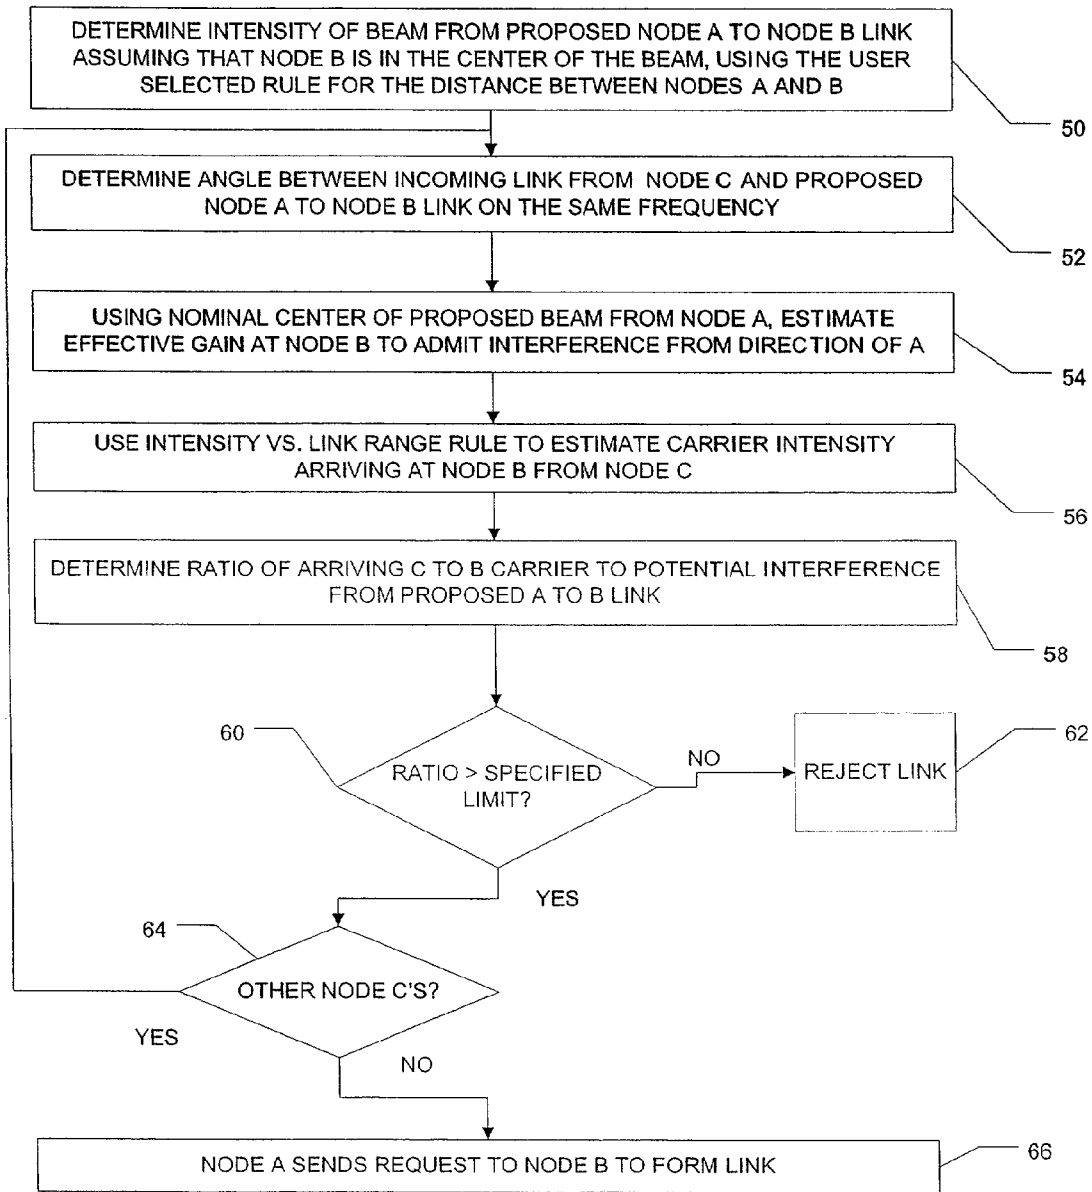 DETERMINE INTENSITY OF BEAM FROM PROPOSED NODE A TO NODE B LINK
ASSUMING THAT NODE B IS IN THE CENTER OF THE BEAM, USING THE USER
SELECTED RULE FOR THE DISTANCE BETWEEN NODES A AND B
50
DETERMINE ANGLE BETWEEN INCOMING LINK FROM NODE C AND PROPOSED
NODE A TO NODE B LINK ON THE SAME FREQUENCY
52
USING NOMINAL CENTER OF PROPOSED BEAM FROM NODE A, ESTIMATE
EFFECTIVE GAIN AT NODE B TO ADMIT INTERFERENCE FROM DIRECTION OF A
54
USE INTENSITY VS. LINK RANGE RULE TO ESTIMATE CARRIER INTENSITY
ARRIVING AT NODE B FROM NODE C
56
DETERMINE RATIO OF ARRIVING C TO B CARRIER TO POTENTIAL INTERFERENCE
FROM PROPOSED A TO B LINK
58
60
RATIO > SPECIFIED
LIMIT?
NO
REJECT LINK
62
YES
64
OTHER NODE C'S?
YES
NO
NODE A SENDS REQUEST TO NODE B TO FORM LINK
66